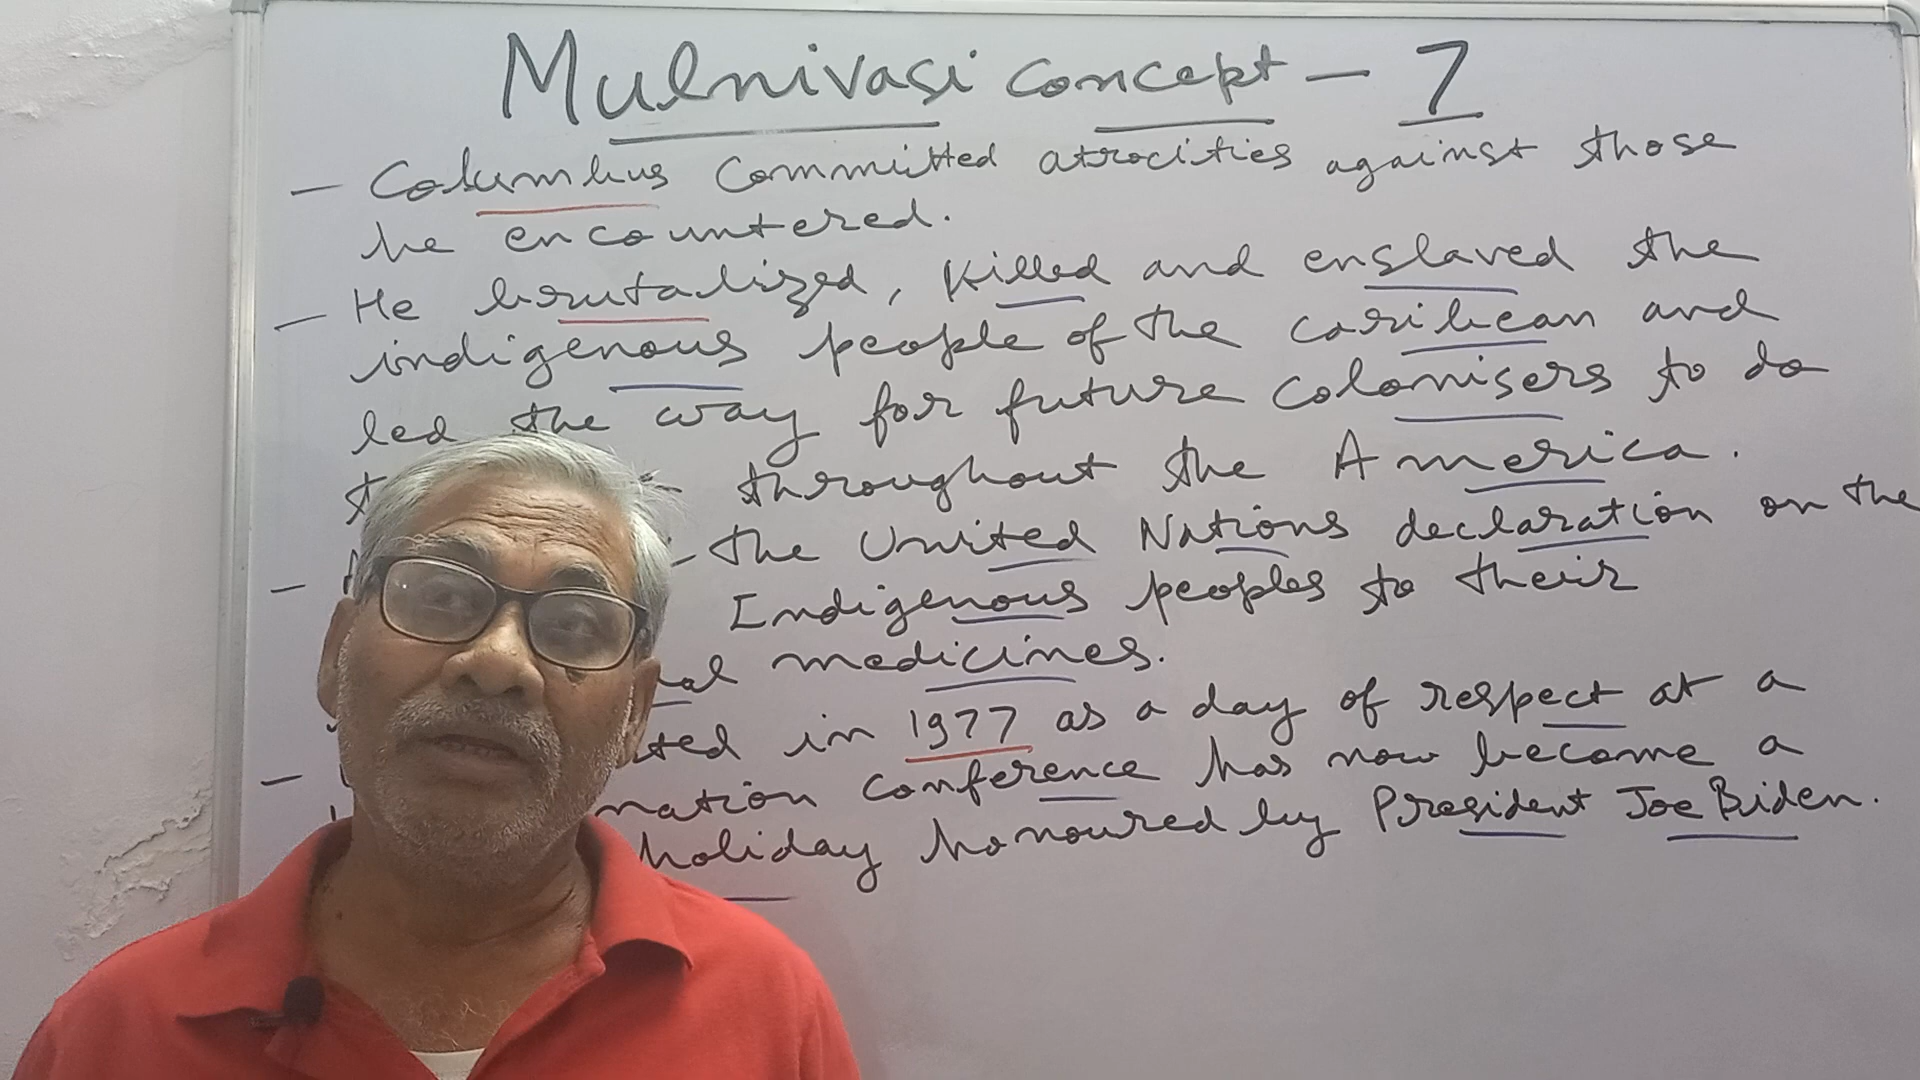 Mulnivasi concept - 7
- Columbus Committed atrocities against those
he encountered.
- He brutalized, killed and enslaved the
indigenous people of the caribean and
led the way for future colonisers to do
throughout the America.
- the United Nations declaration on the
Indigenous peoples to their
medicines.
- in 1977 as a day of respect at a
conference has now become a
holiday honoured by President Joe Biden.